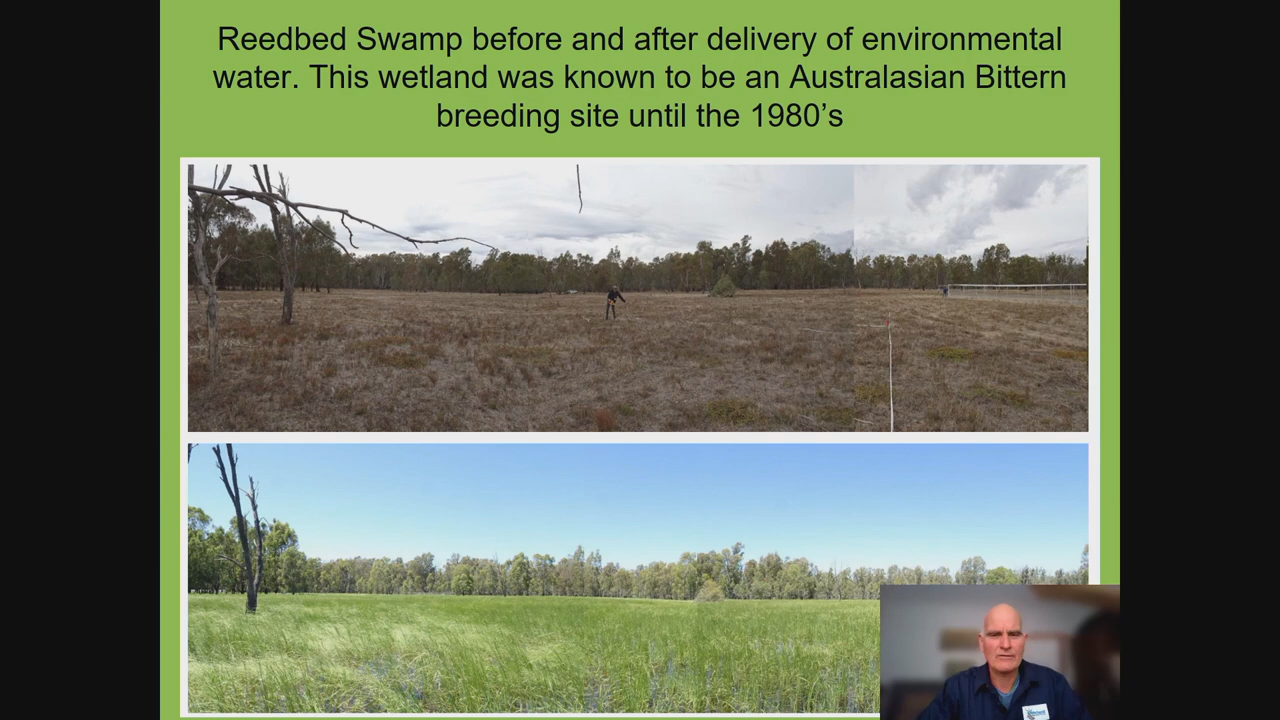 Reedbed Swamp before and after delivery of environmental
water. This wetland was known to be an Australasian Bittern
breeding site until the 1980’s